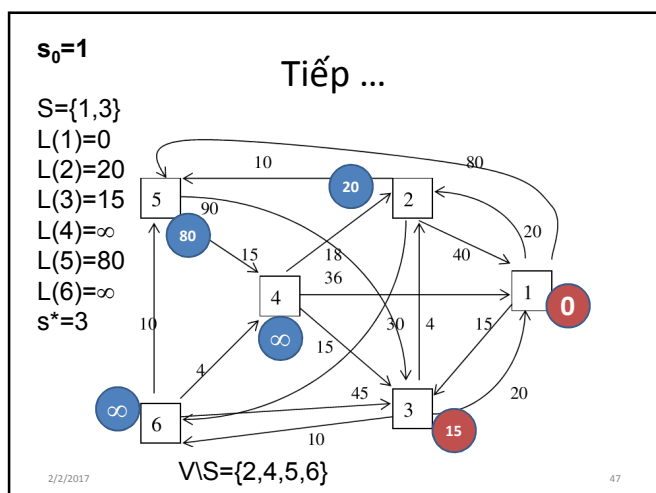 s0=1
Tiếp ...
S={1,3}
L(1)=0
L(2)=20
L(3)=15
L(4)=∞
L(5)=80
L(6)=∞
s*=3
10
80
20
5
2
90
80
20
15
18
40
36
1
4
0
10
30
4
15
∞
15
4
20
∞
45
3
6
10
15
V\S={2,4,5,6}
2/2/2017
47